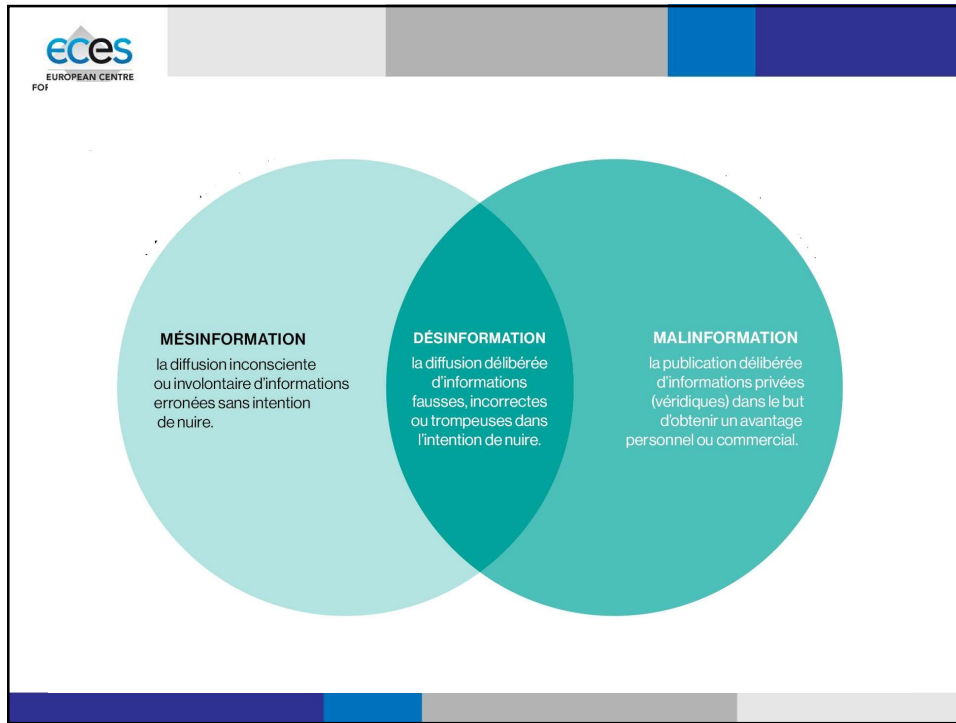 eces
EUROPEAN CENTRE
FOR
MÉSINFORMATION
la diffusion inconsciente
ou involontaire d'informations
erronées sans intention
de nuire.
DÉSINFORMATION
la diffusion délibérée
d'informations
fausses, incorrectes
ou trompeuses dans
l'intention de nuire.
MALINFORMATION
la publication délibérée
d'informations privées
(véridiques) dans le but
d'obtenir un avantage
personnel ou commercial.